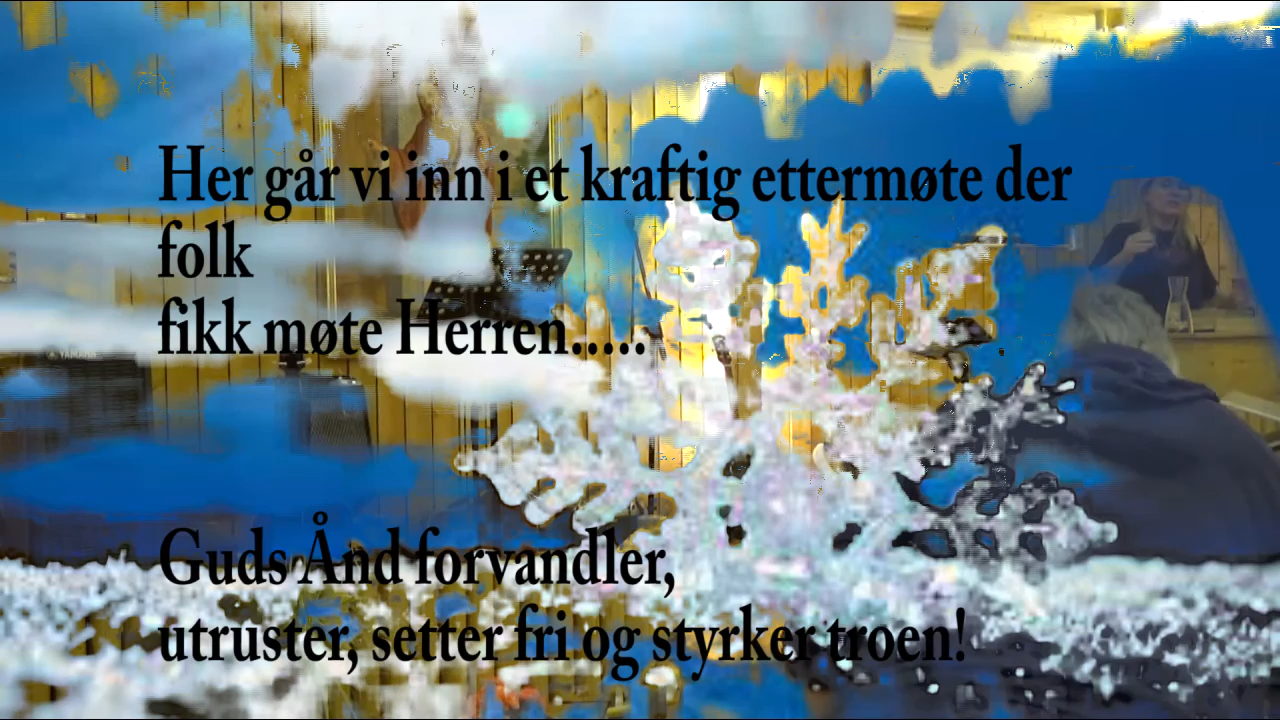 Her går vi inn i et kraftig ettermøte der
folk
fikk møte Herren.....
YAMAHA
Guds Ånd forvandler,
utruster, setter fri og styrker troen!